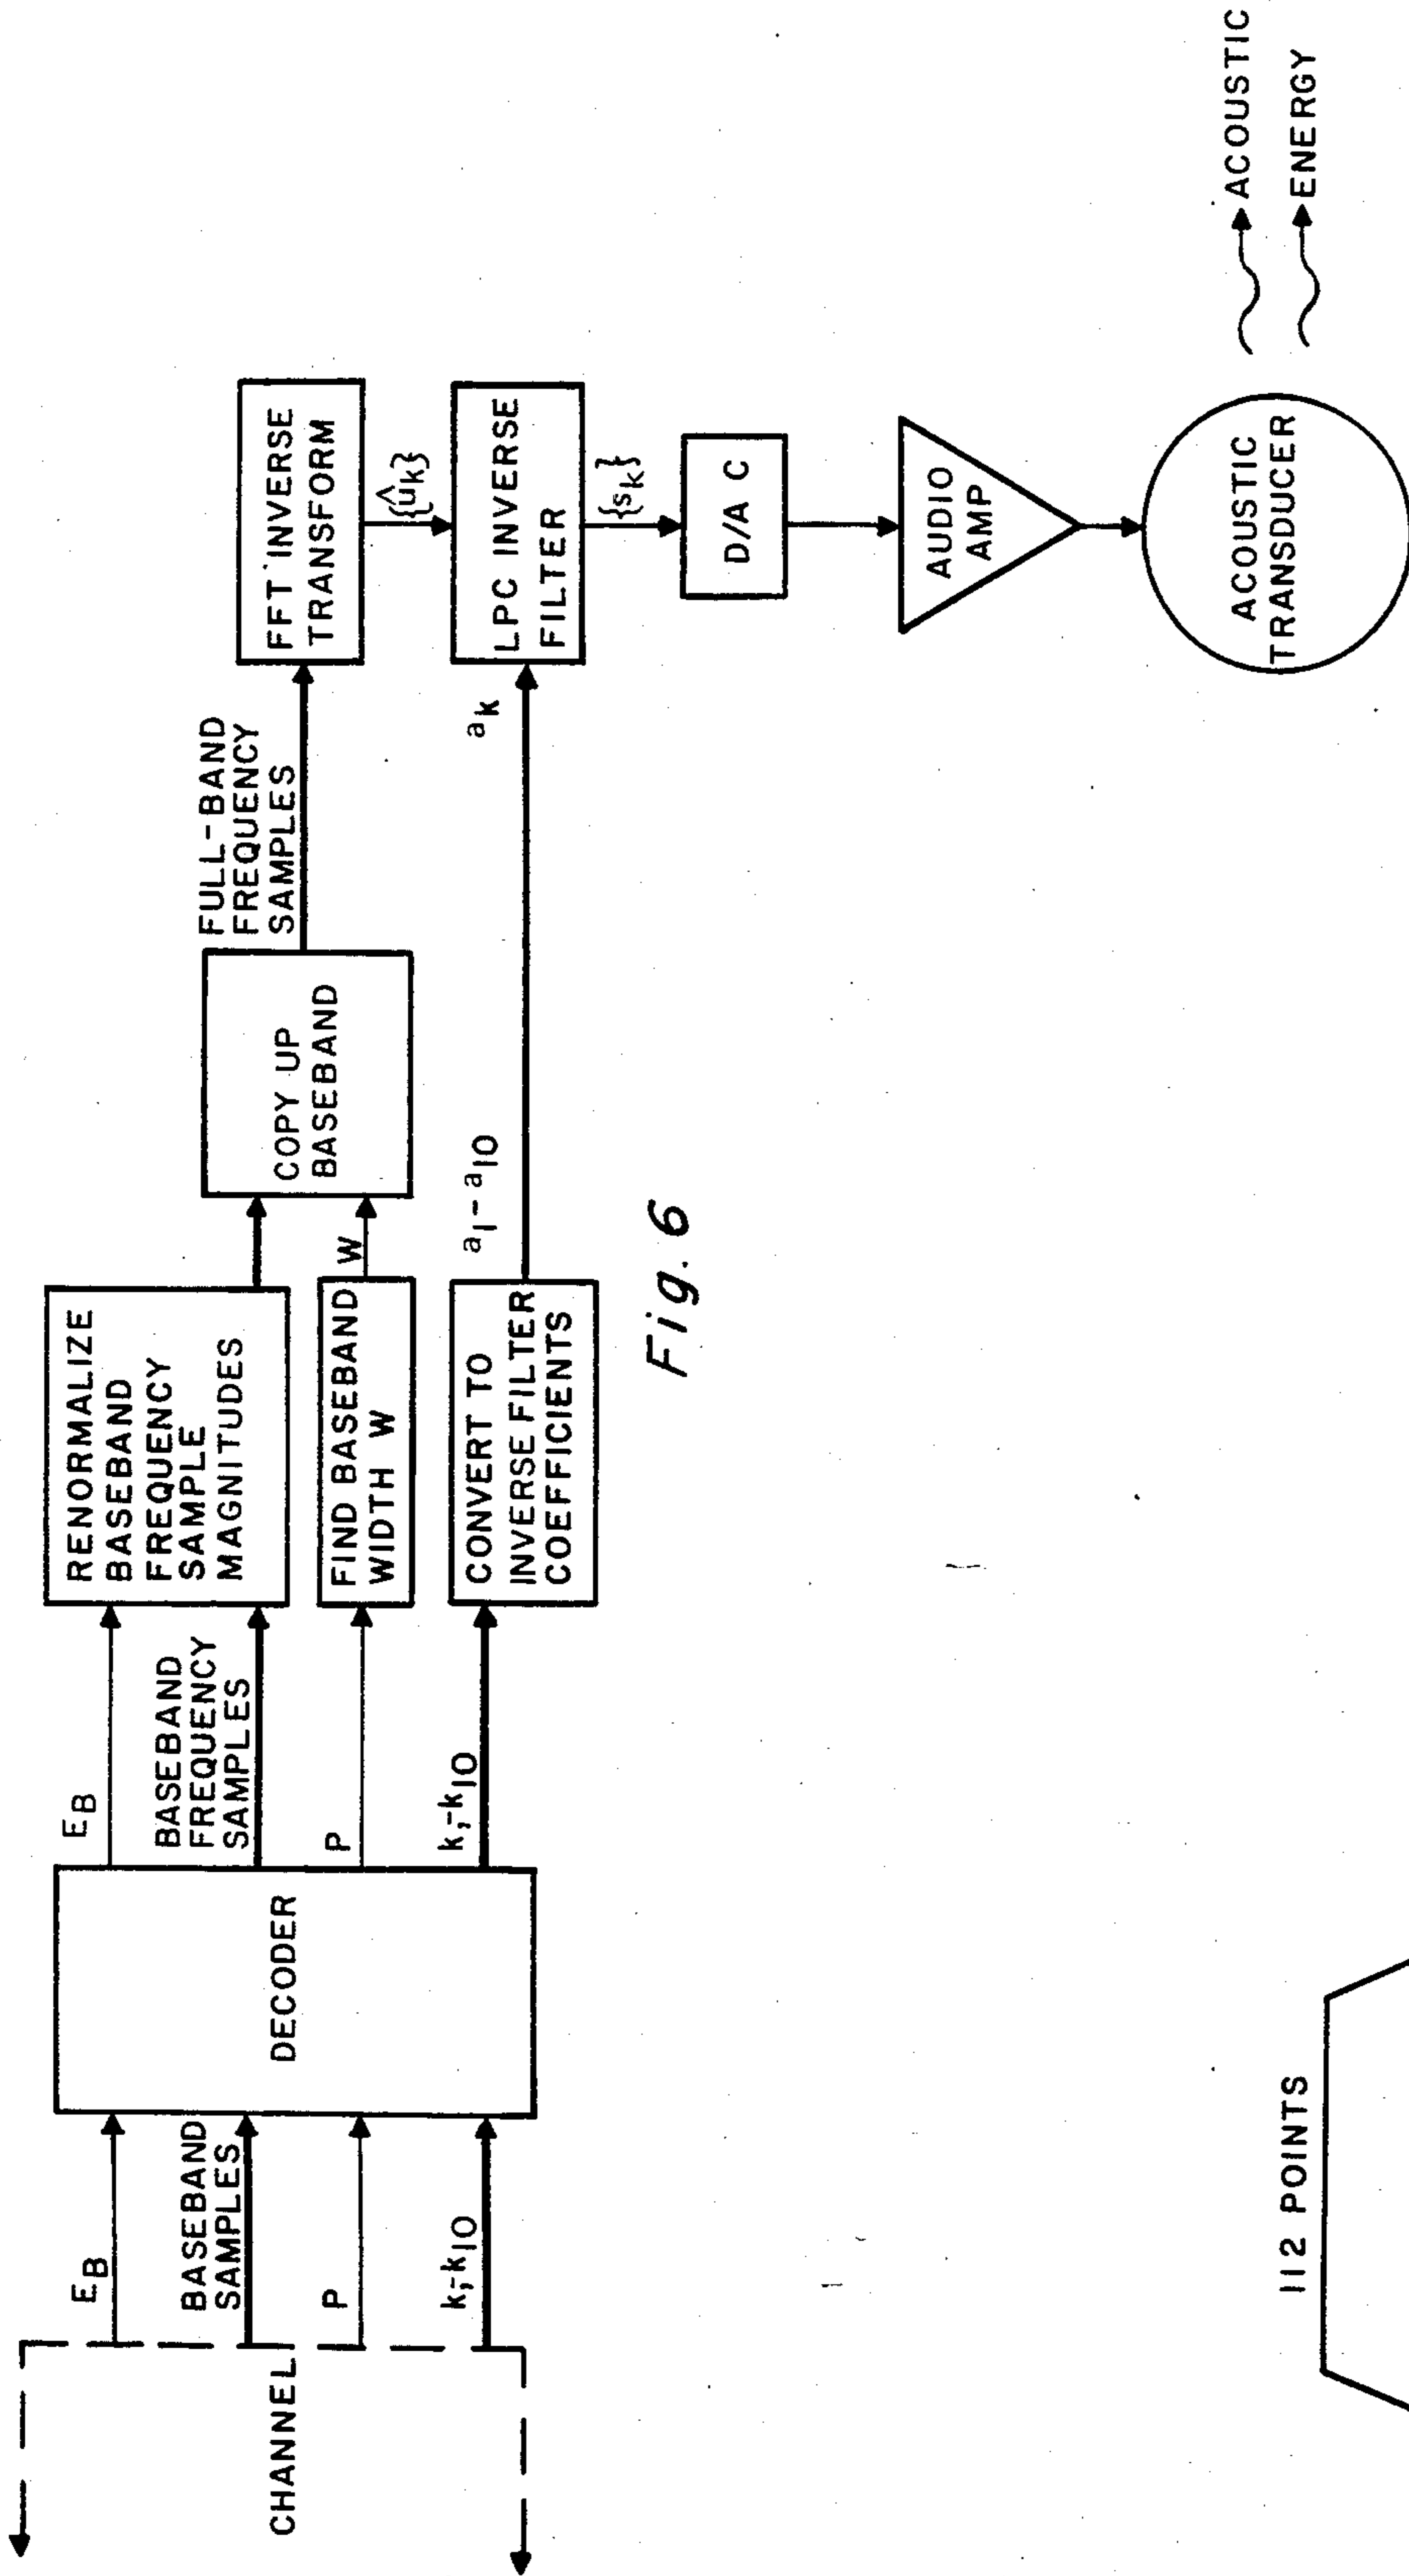 CHANNEL
E_B
BASEBAND
SAMPLES
P
k,-k_10
DECODER
E_B
BASEBAND
FREQUENCY
SAMPLES
P
k,-k_10
RENORMALIZE
BASEBAND
FREQUENCY
SAMPLE
MAGNITUDES
FIND BASEBAND
WIDTH W
W
CONVERT TO
INVERSE FILTER
COEFFICIENTS
a_1-a_10
COPY UP
BASEBAND
FULL-BAND
FREQUENCY
SAMPLES
a_k
FFT INVERSE
TRANSFORM
{û_k}
LPC INVERSE
FILTER
{s_k}
D/A C
AUDIO
AMP
ACOUSTIC
TRANSDUCER
ACOUSTIC
ENERGY
Fig. 6
112 POINTS